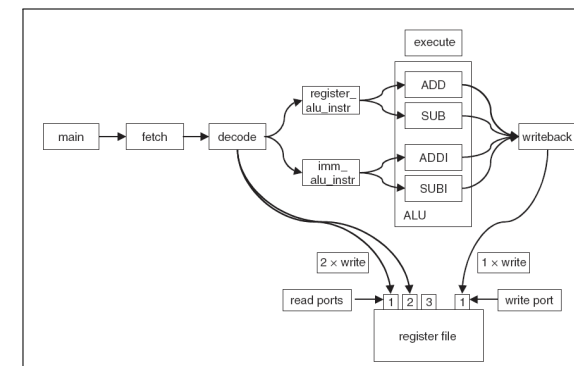 execute
register_
alu_instr
ADD
SUB
main
fetch
decode
writeback
imm_
alu_instr
ADDI
SUBI
ALU
2 × write
1 × write
read ports
1
2
3
1
write port
register file